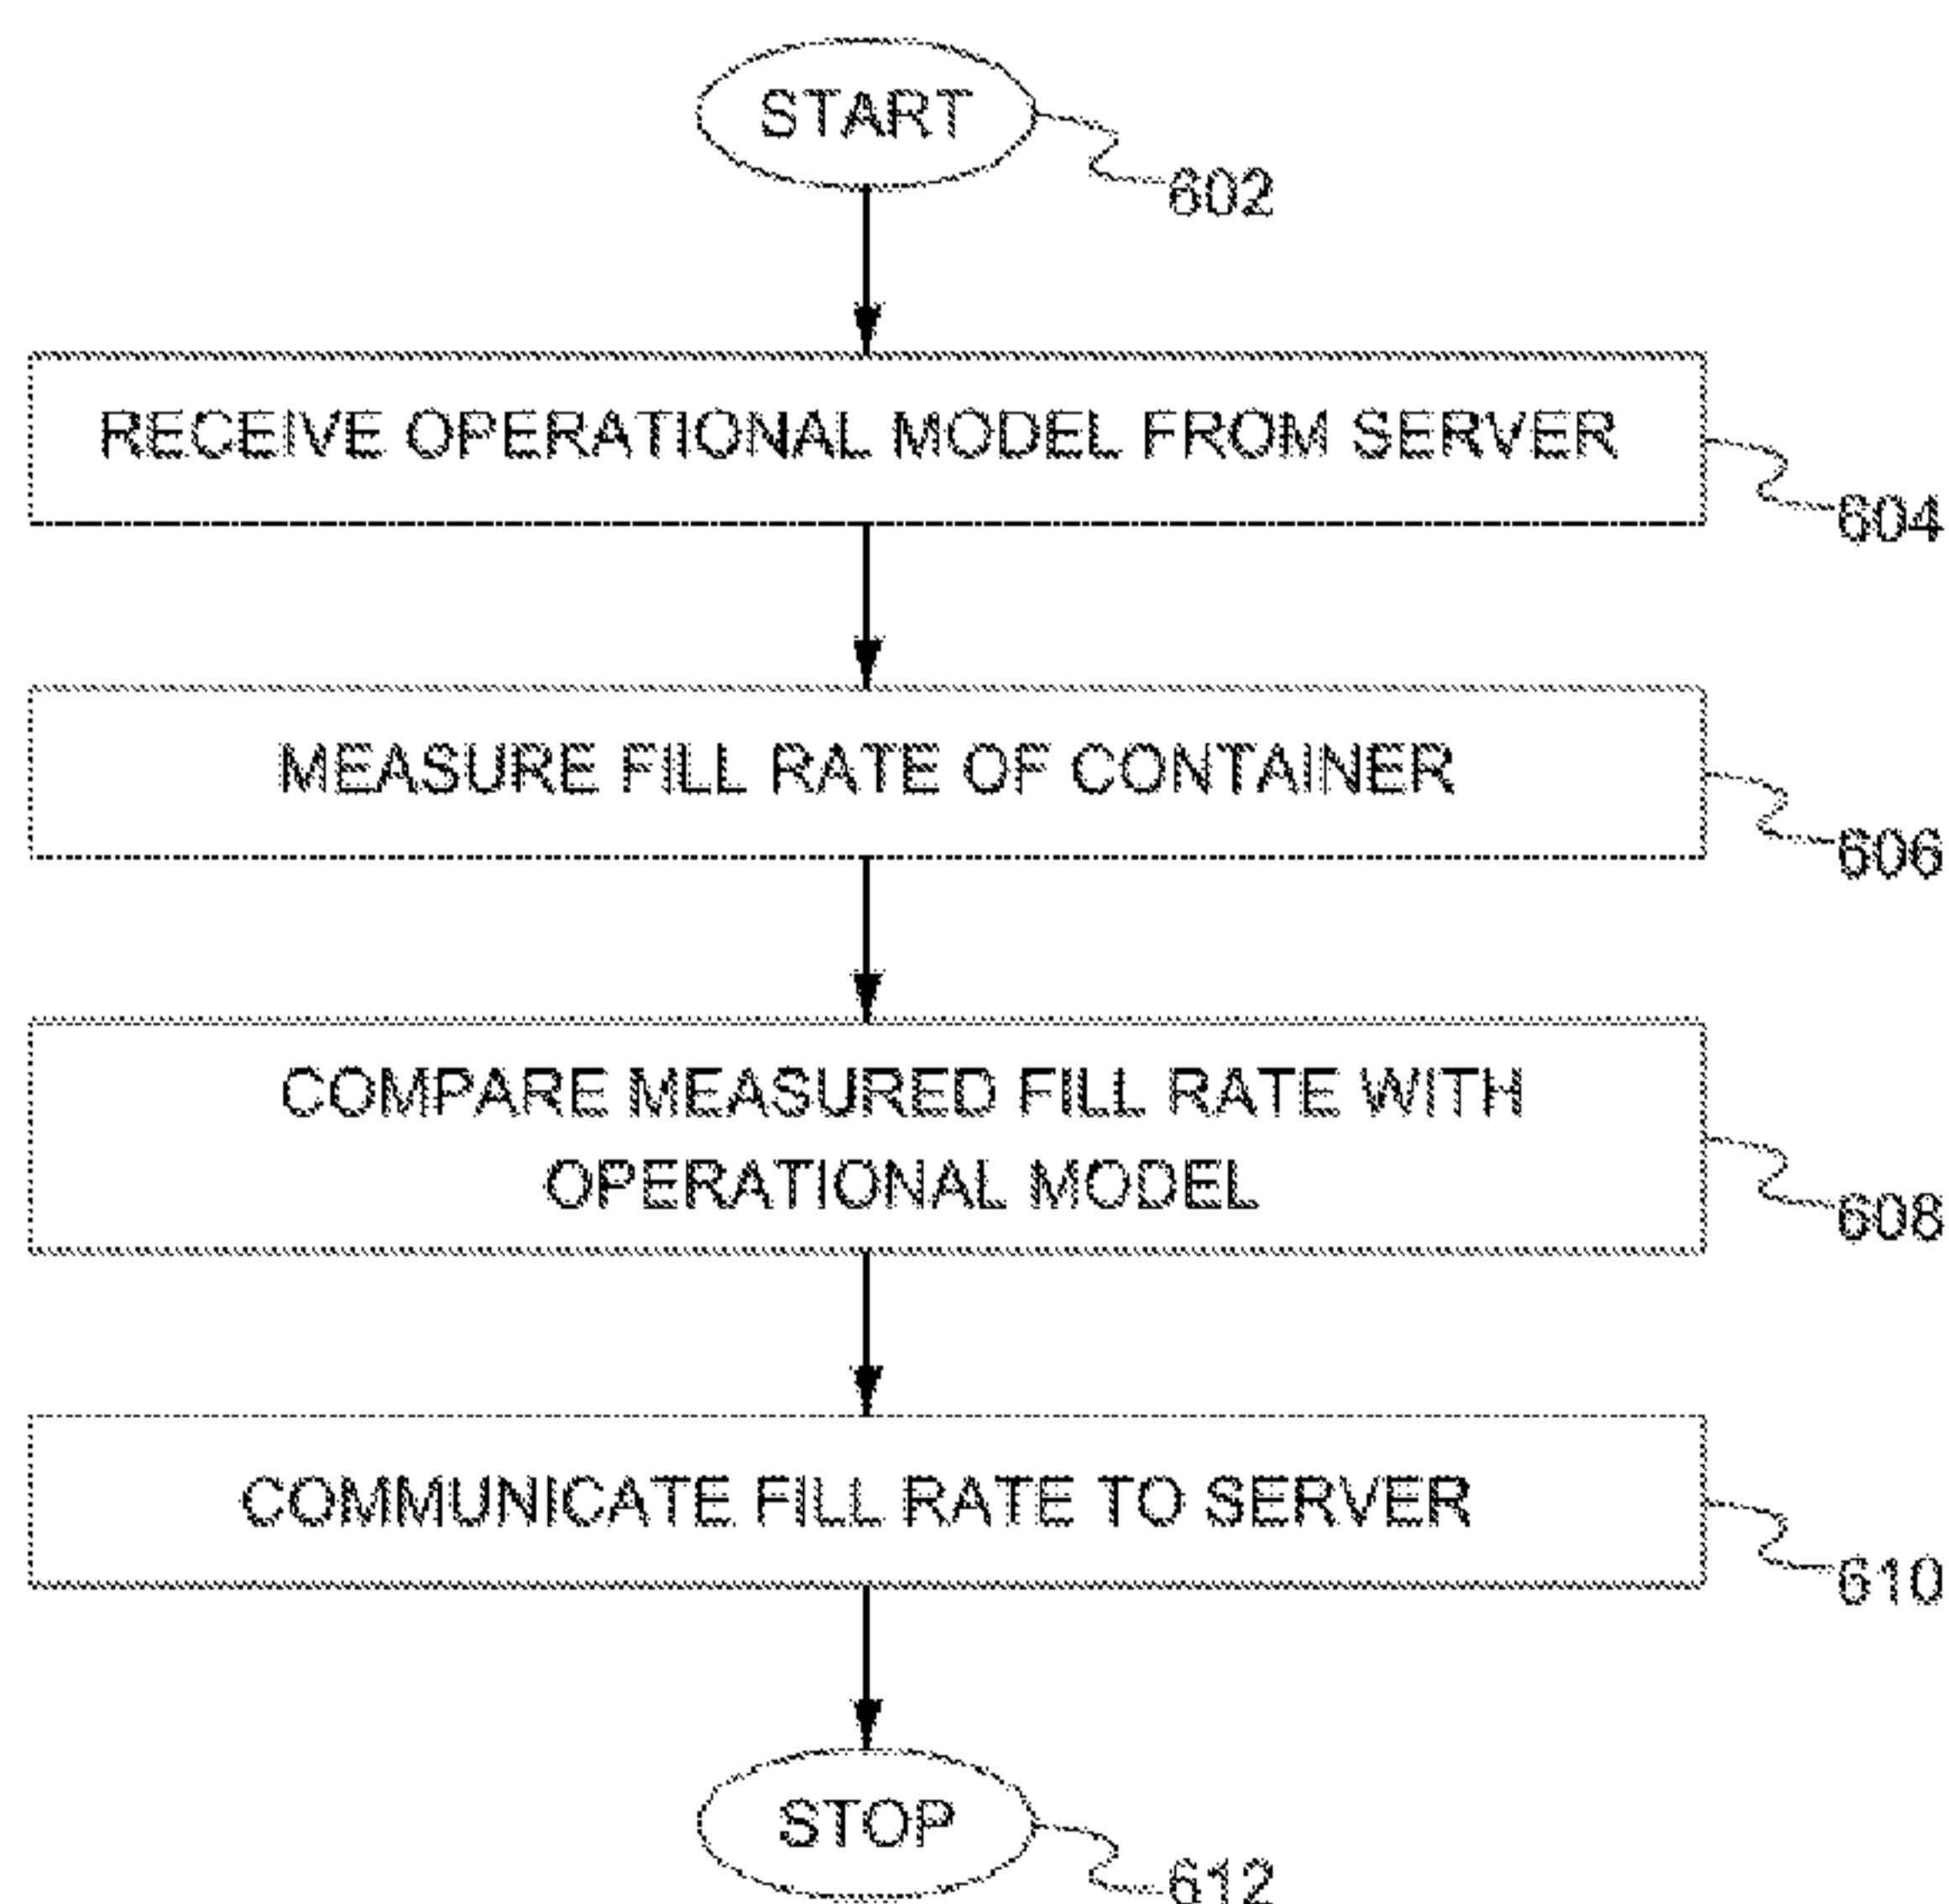 START
602
RECEIVE OPERATIONAL MODEL FROM SERVER
604
MEASURE FILL RATE OF CONTAINER
606
COMPARE MEASURED FILL RATE WITH
OPERATIONAL MODEL
608
COMMUNICATE FILL RATE TO SERVER
610
STOP
612